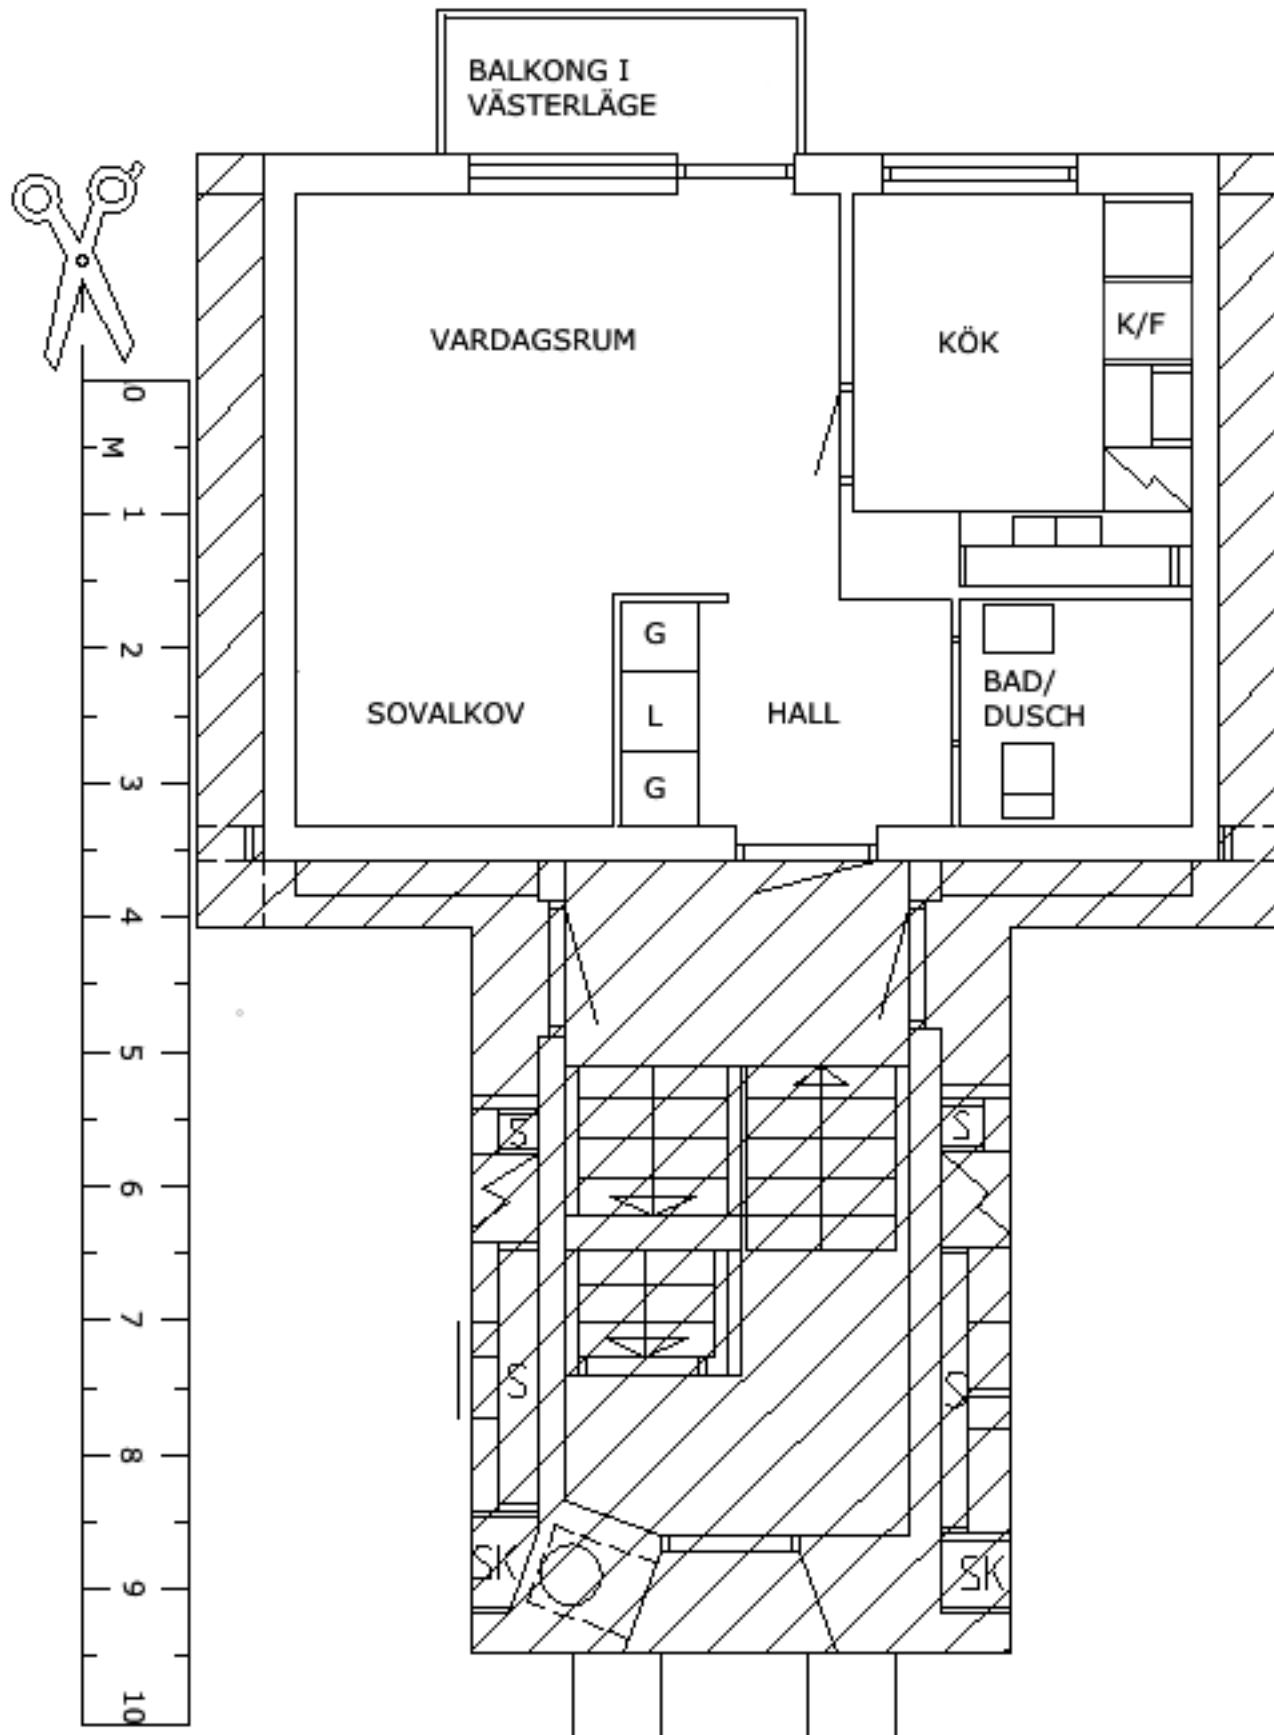 BALKONG I
VÄSTERLÄGE
VARDAGSRUM
KÖK
K/F
G
L
G
SOVALKOV
HALL
BAD/
DUSCH
0
M
1
2
3
4
5
6
7
8
9
10
S
S
S
S
SK
SK